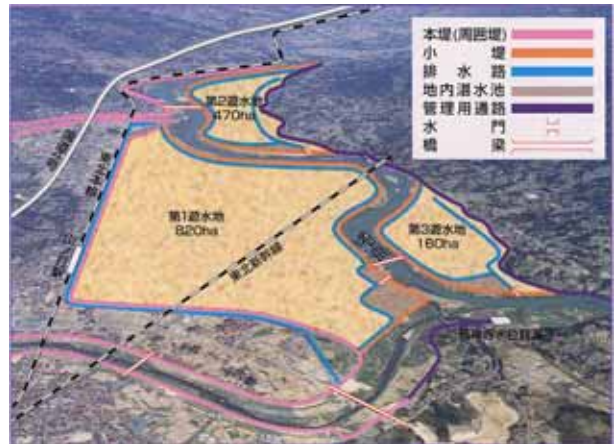 本堤(周囲堤)
小堤
排水路
地内湛水池
管理用通路
水門
橋梁
第2遊水地
470ha
第1遊水地
820ha
第3遊水地
160ha
東北新幹線